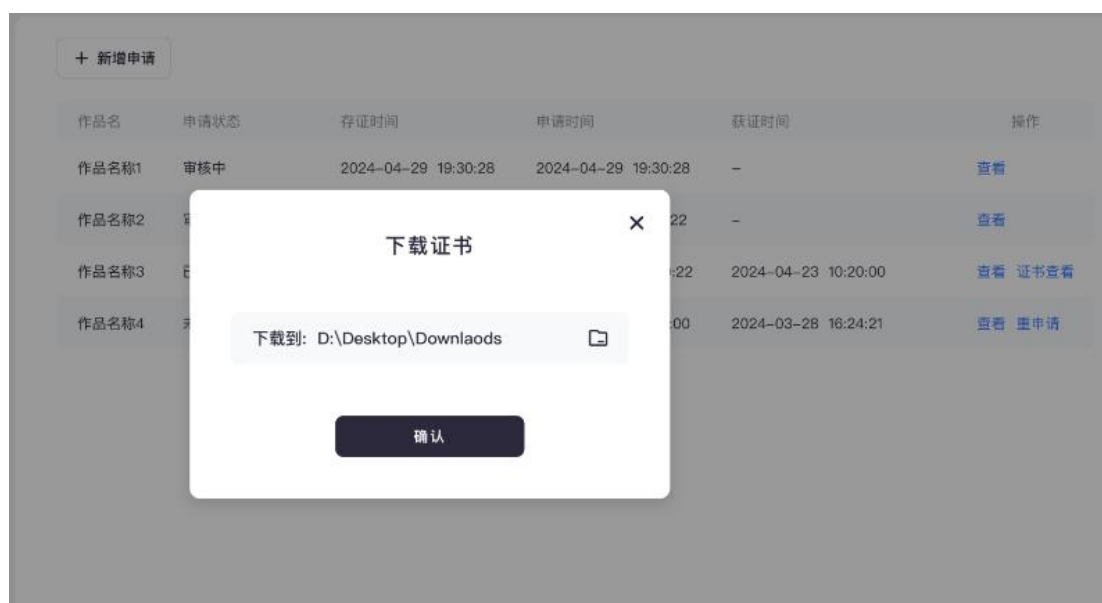 + 新增申请
作品名 申请状态 存证时间 申请时间 获证时间 操作
作品名称1 审核中 2024-04-29 19:30:28 2024-04-29 19:30:28 - 查看
作品名称2 22 - 查看
下载证书
作品名称3 :22 2024-04-23 10:20:00 查看 证书查看
作品名称4 :00 2024-03-28 16:24:21 查看 重申请
下载到: D:\Desktop\Downlaods
确认